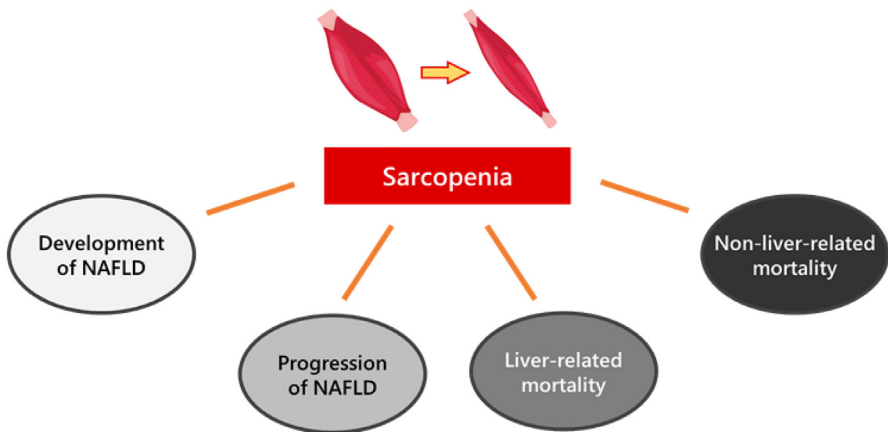 Sarcopenia
Development
of NAFLD
Non-liver-related
mortality
Progression
of NAFLD
Liver-related
mortality